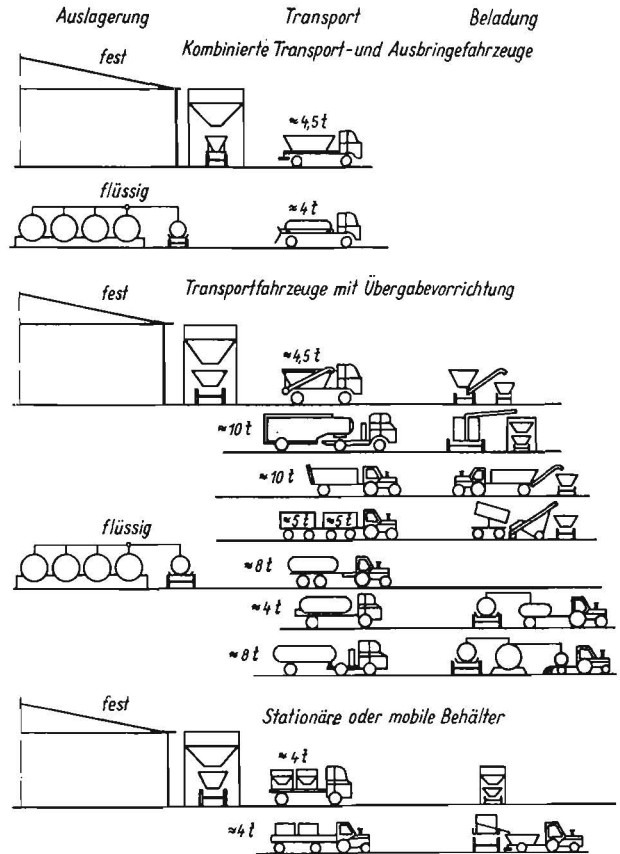 Auslagerung Transport Beladung
Kombinierte Transport- und Ausbringefahrzeuge
fest
≈4,5 t
flüssig
≈4 t
Transportfahrzeuge mit Übergabevorrichtung
fest
≈4,5 t
≈10 t
≈10 t
≈5 t ≈5 t
flüssig
≈8 t
≈4 t
≈8 t
fest
Stationäre oder mobile Behälter
≈4 t
≈4 t